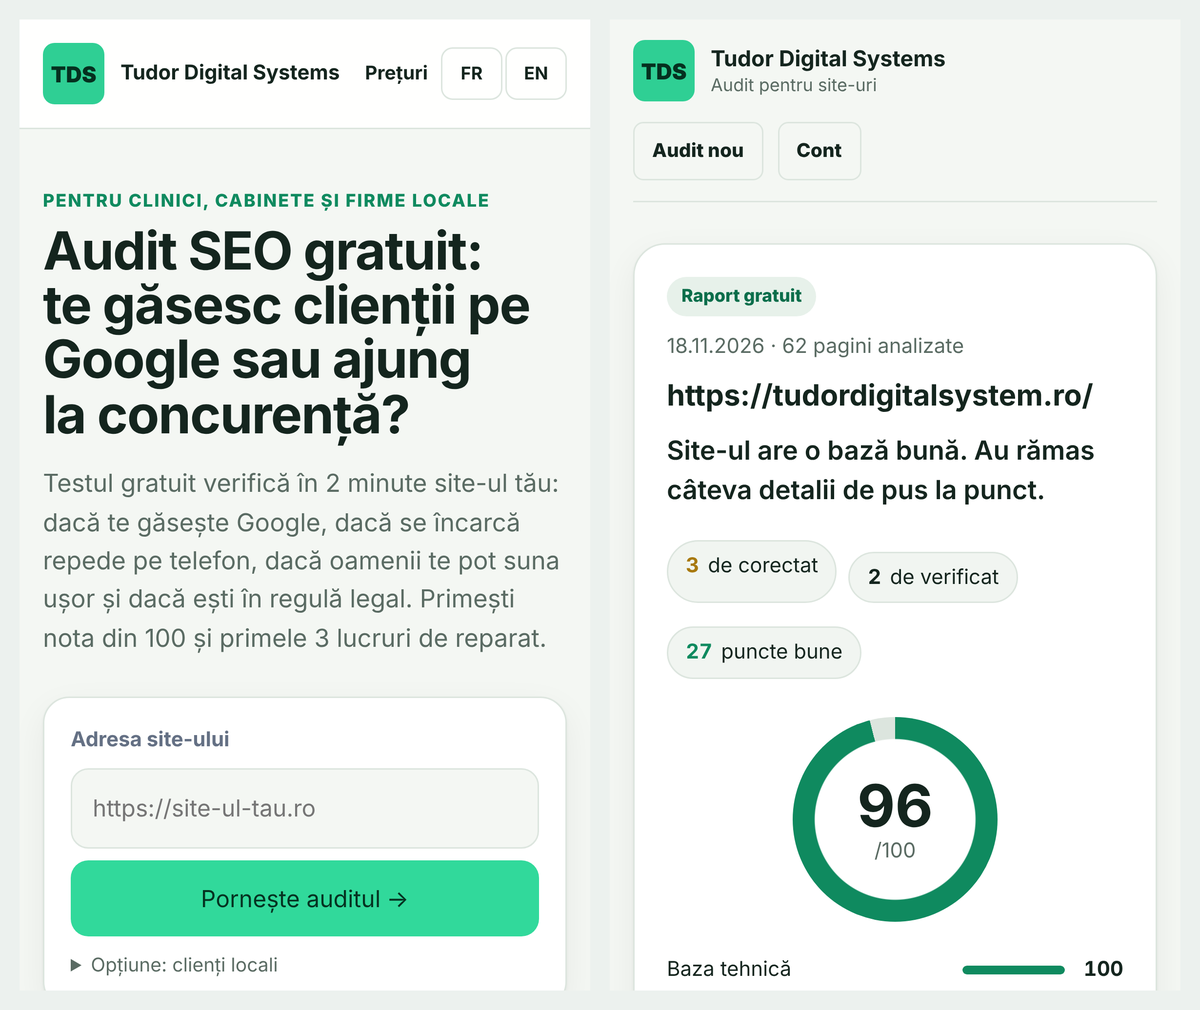 TDS
Tudor Digital Systems
Prețuri
FR
EN
PENTRU CLINICI, CABINETE ȘI FIRME LOCALE
Audit SEO gratuit:
te găsesc clienții pe
Google sau ajung
la concurență?
Testul gratuit verifică în 2 minute site-ul tău:
dacă te găsește Google, dacă se încarcă
repede pe telefon, dacă oamenii te pot suna
ușor și dacă ești în regulă legal. Primești
nota din 100 și primele 3 lucruri de reparat.
Adresa site-ului
https://site-ul-tau.ro
Pornește auditul →
▶ Opțiune: clienți locali
TDS
Tudor Digital Systems
Audit pentru site-uri
Audit nou
Cont
Raport gratuit
18.11.2026 · 62 pagini analizate
https://tudordigitalsystem.ro/
Site-ul are o bază bună. Au rămas
câteva detalii de pus la punct.
3 de corectat
2 de verificat
27 puncte bune
96
/100
Baza tehnică 100